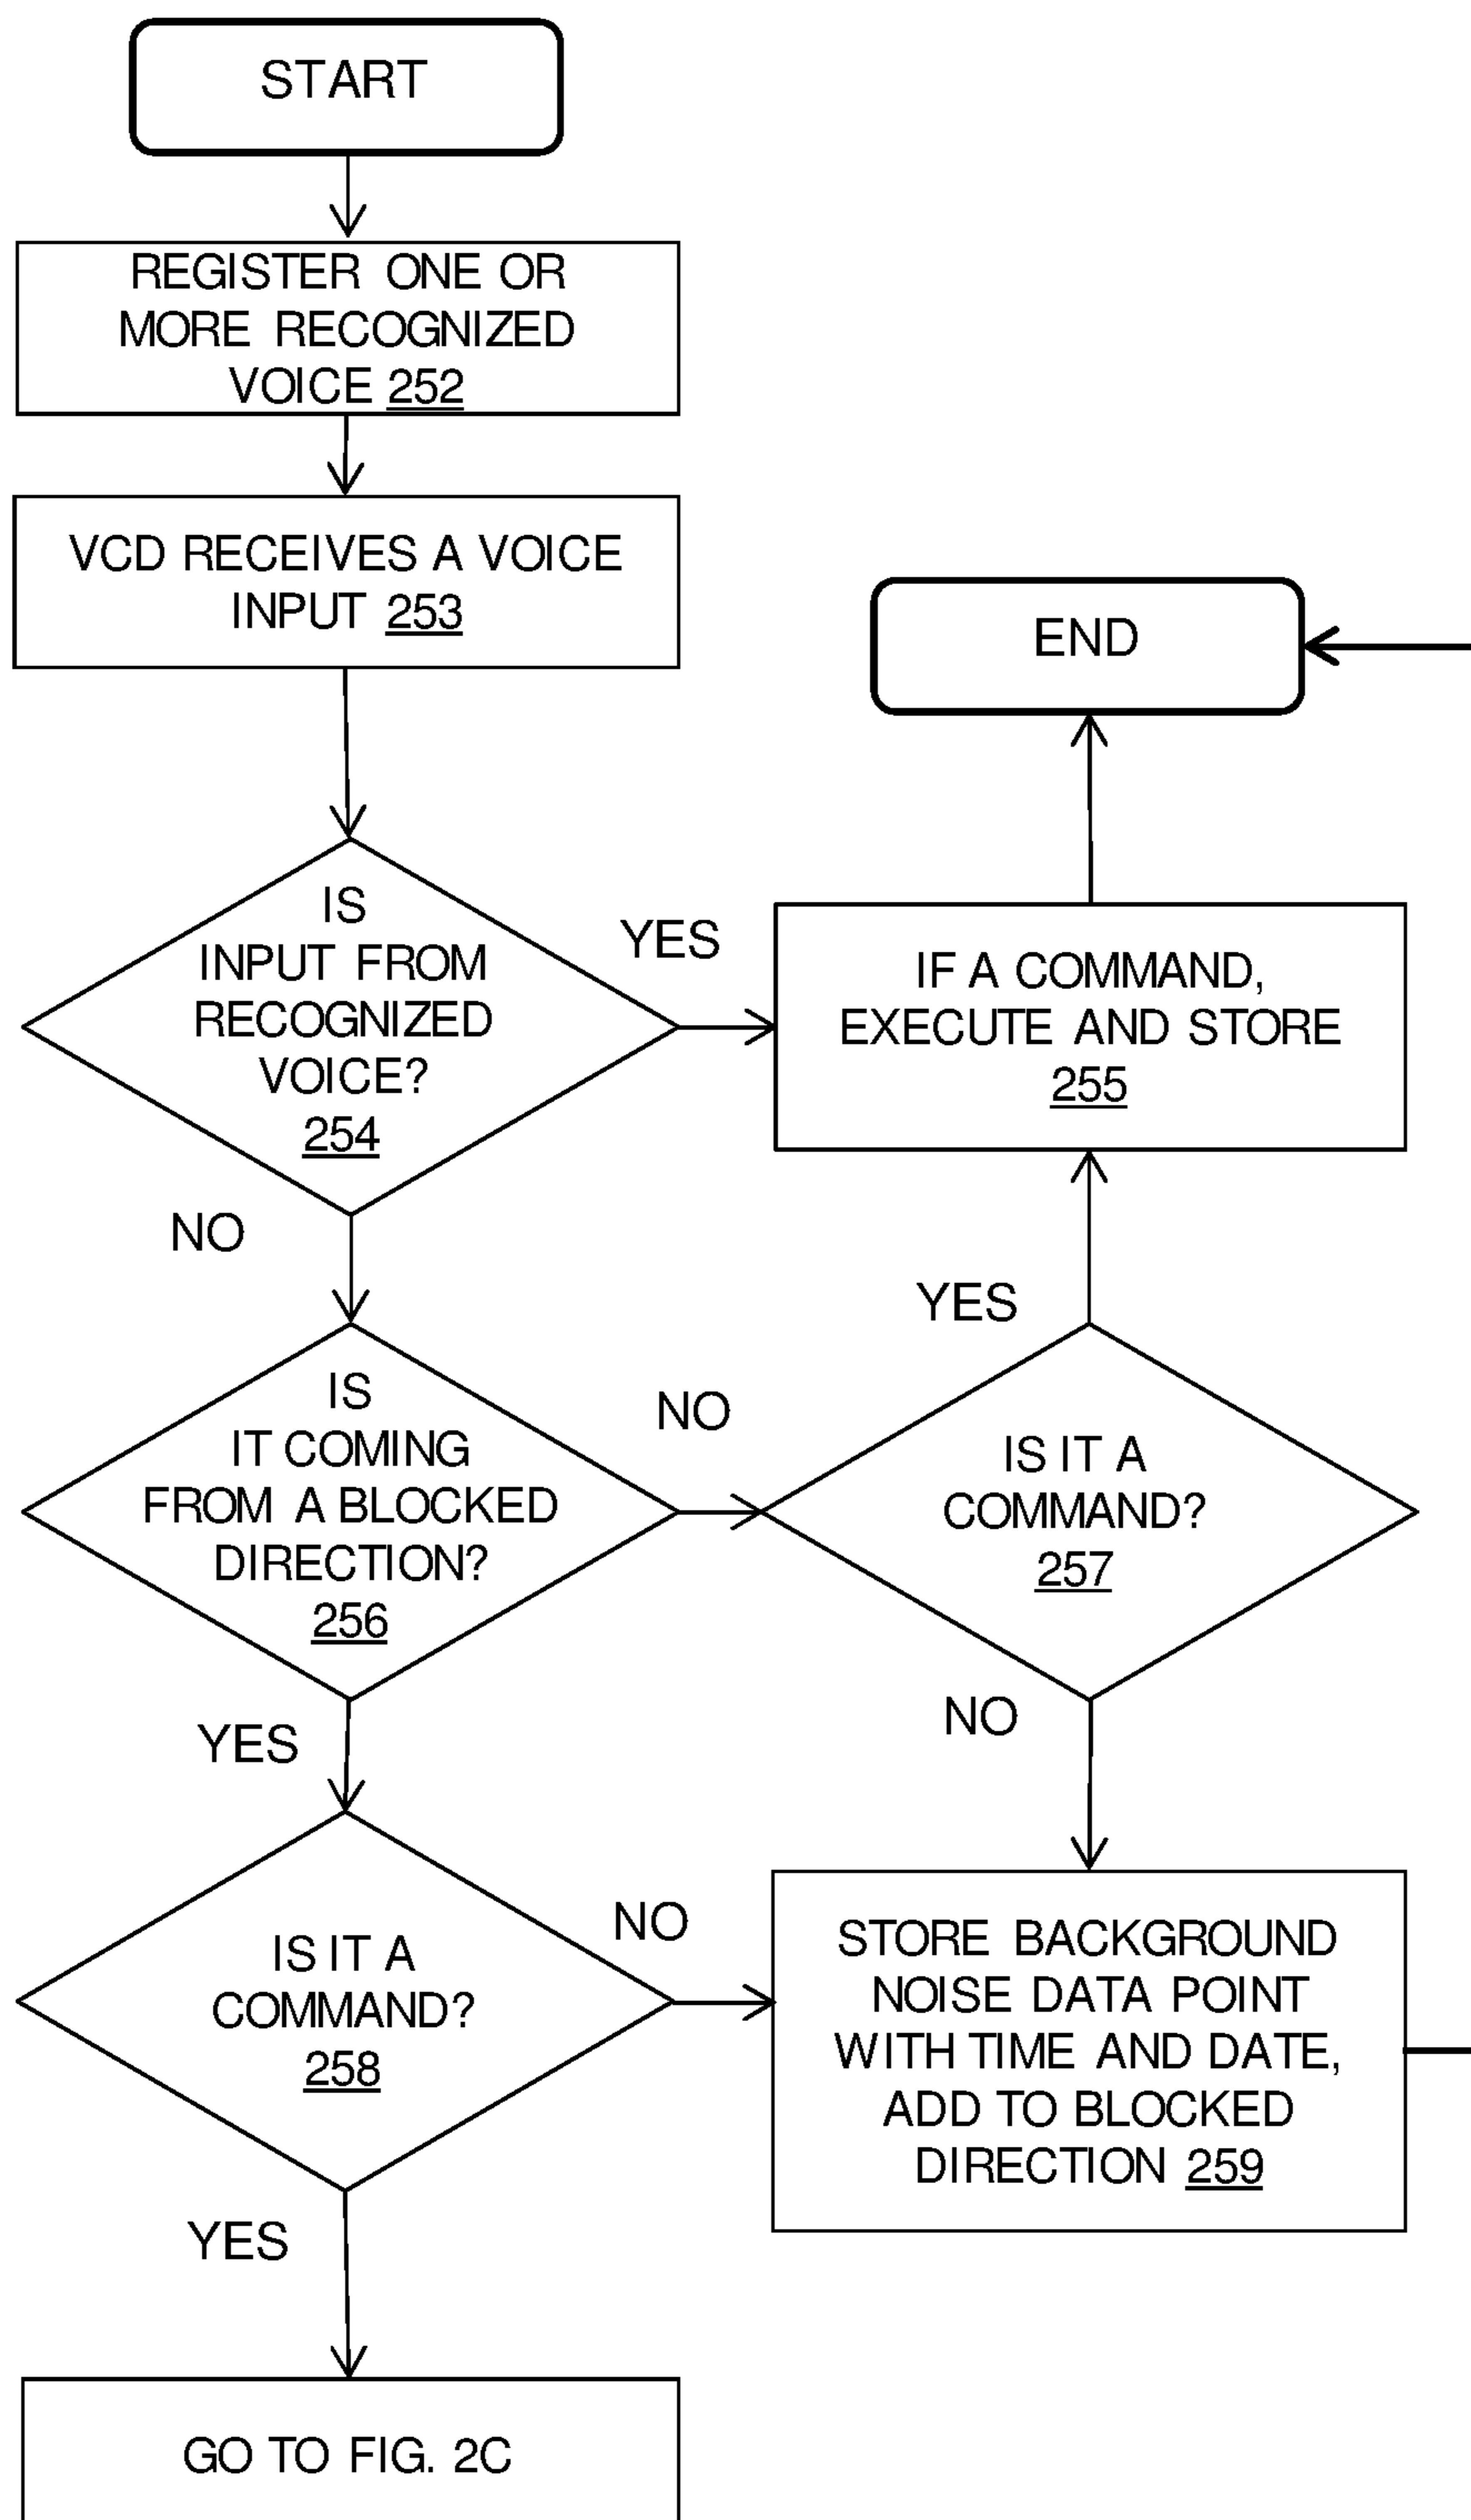 START
REGISTER ONE OR
MORE RECOGNIZED
VOICE 252
VCD RECEIVES A VOICE
INPUT 253
END
IS
INPUT FROM
RECOGNIZED
VOICE?
254
YES
IF A COMMAND,
EXECUTE AND STORE
255
NO
IS
IT COMING
FROM A BLOCKED
DIRECTION?
256
NO
YES
IS IT A
COMMAND?
257
YES
NO
IS IT A
COMMAND?
258
NO
STORE BACKGROUND
NOISE DATA POINT
WITH TIME AND DATE,
ADD TO BLOCKED
DIRECTION 259
YES
GO TO FIG. 2C